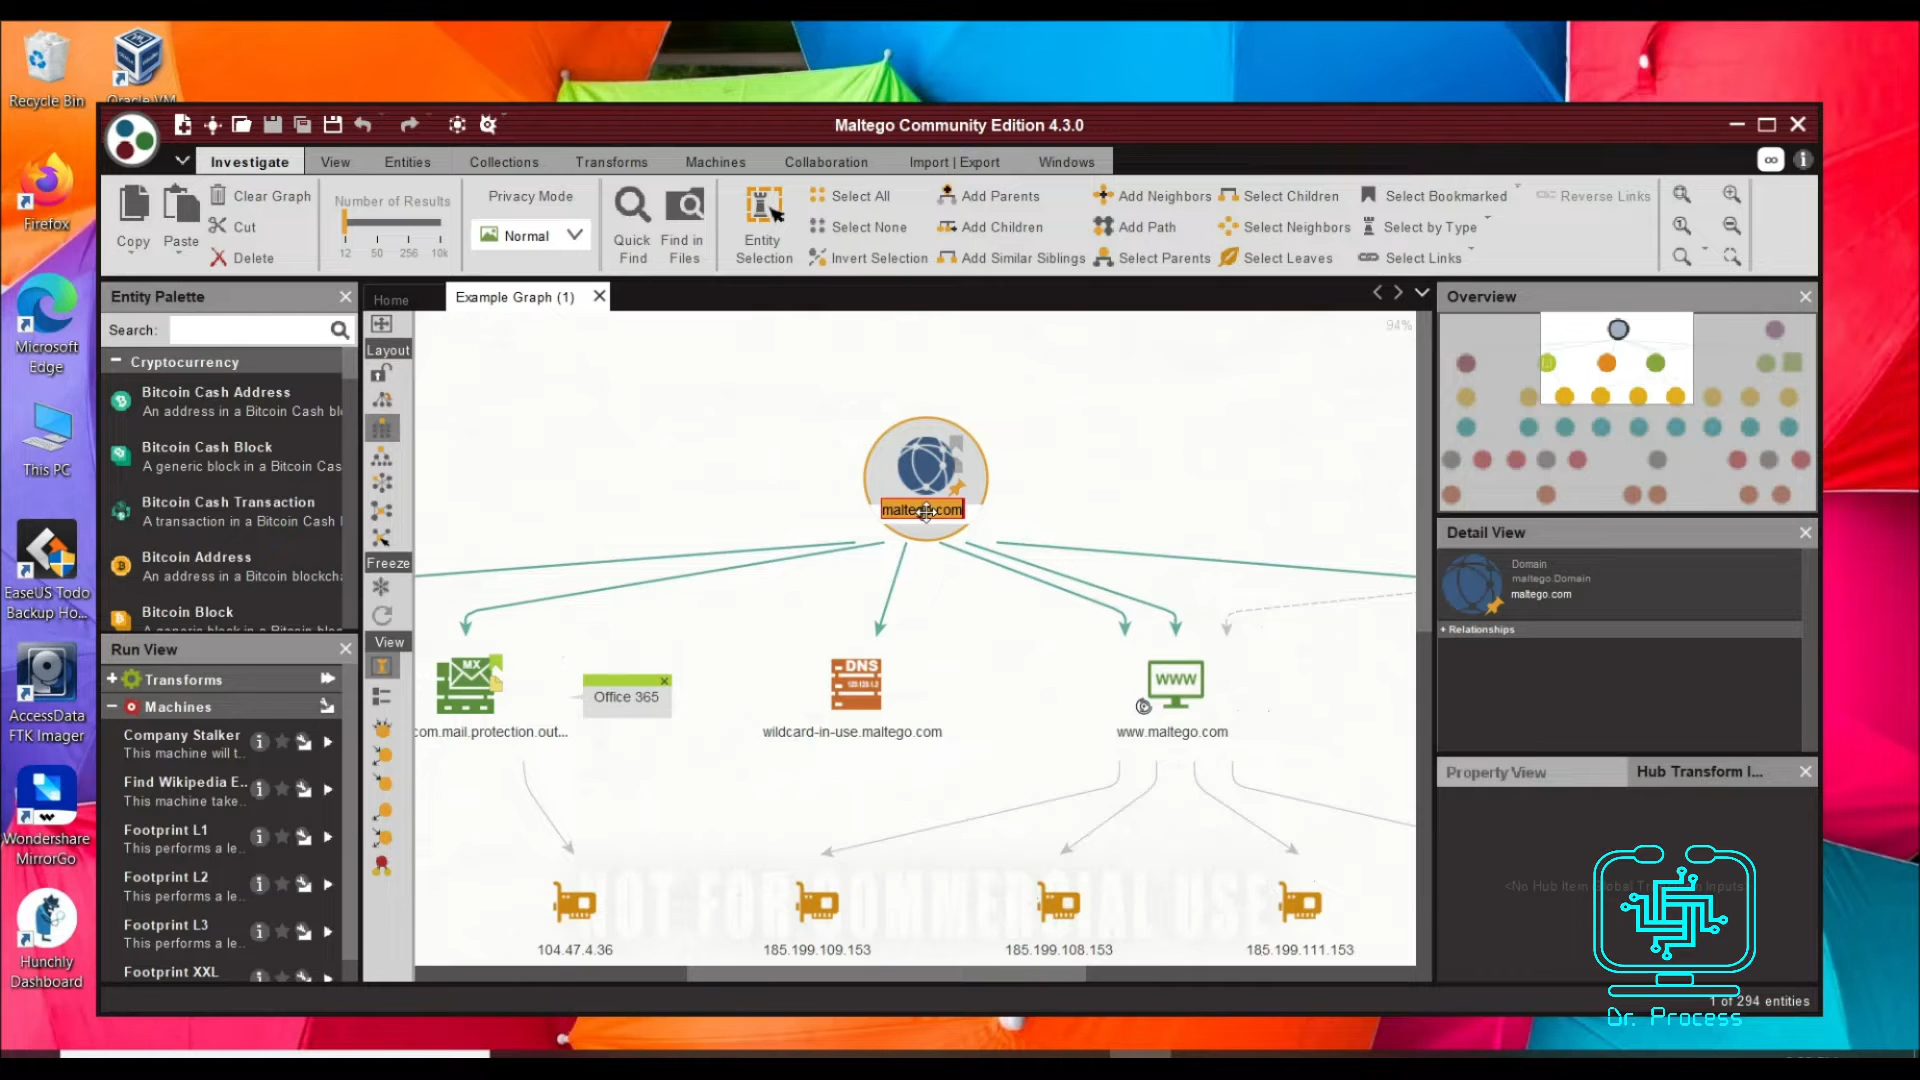 Recycle Bin
Oracle VM
Firefox
Microsoft
Edge
This PC
EaseUS Todo
Backup Ho...
AccessData
FTK Imager
Wondershare
MirrorGo
Hunchly
Dashboard
Maltego Community Edition 4.3.0
Investigate
View
Entities
Collections
Transforms
Machines
Collaboration
Import | Export
Windows
Copy
Paste
Clear Graph
Cut
Delete
Number of Results
12 50 256 10k
Privacy Mode
Normal
Quick
Find
Find in
Files
Entity
Selection
Select All
Select None
Invert Selection
Add Parents
Add Children
Add Similar Siblings
Add Neighbors
Add Path
Select Parents
Select Children
Select Neighbors
Select Leaves
Select Bookmarked
Select by Type
Select Links
Reverse Links
Entity Palette
Search:
Cryptocurrency
Bitcoin Cash Address
An address in a Bitcoin Cash bl
Bitcoin Cash Block
A generic block in a Bitcoin Cas
Bitcoin Cash Transaction
A transaction in a Bitcoin Cash
Bitcoin Address
An address in a Bitcoin blockcha
Bitcoin Block
Run View
Transforms
Machines
Company Stalker
This machine will t..
Find Wikipedia E..
This machine take..
Footprint L1
This performs a le..
Footprint L2
This performs a le..
Footprint L3
This performs a le..
Footprint XXL
Home
Example Graph (1)
Layout
Freeze
View
94%
maltego.com
MX
Office 365
DNS
WWW
com.mail.protection.out...
wildcard-in-use.maltego.com
www.maltego.com
NOT FOR COMMERCIAL USE
104.47.4.36
185.199.109.153
185.199.108.153
185.199.111.153
Overview
Detail View
Domain
maltego.Domain
maltego.com
+ Relationships
Property View
Hub Transform I...
1 of 294 entities
Dr. Process